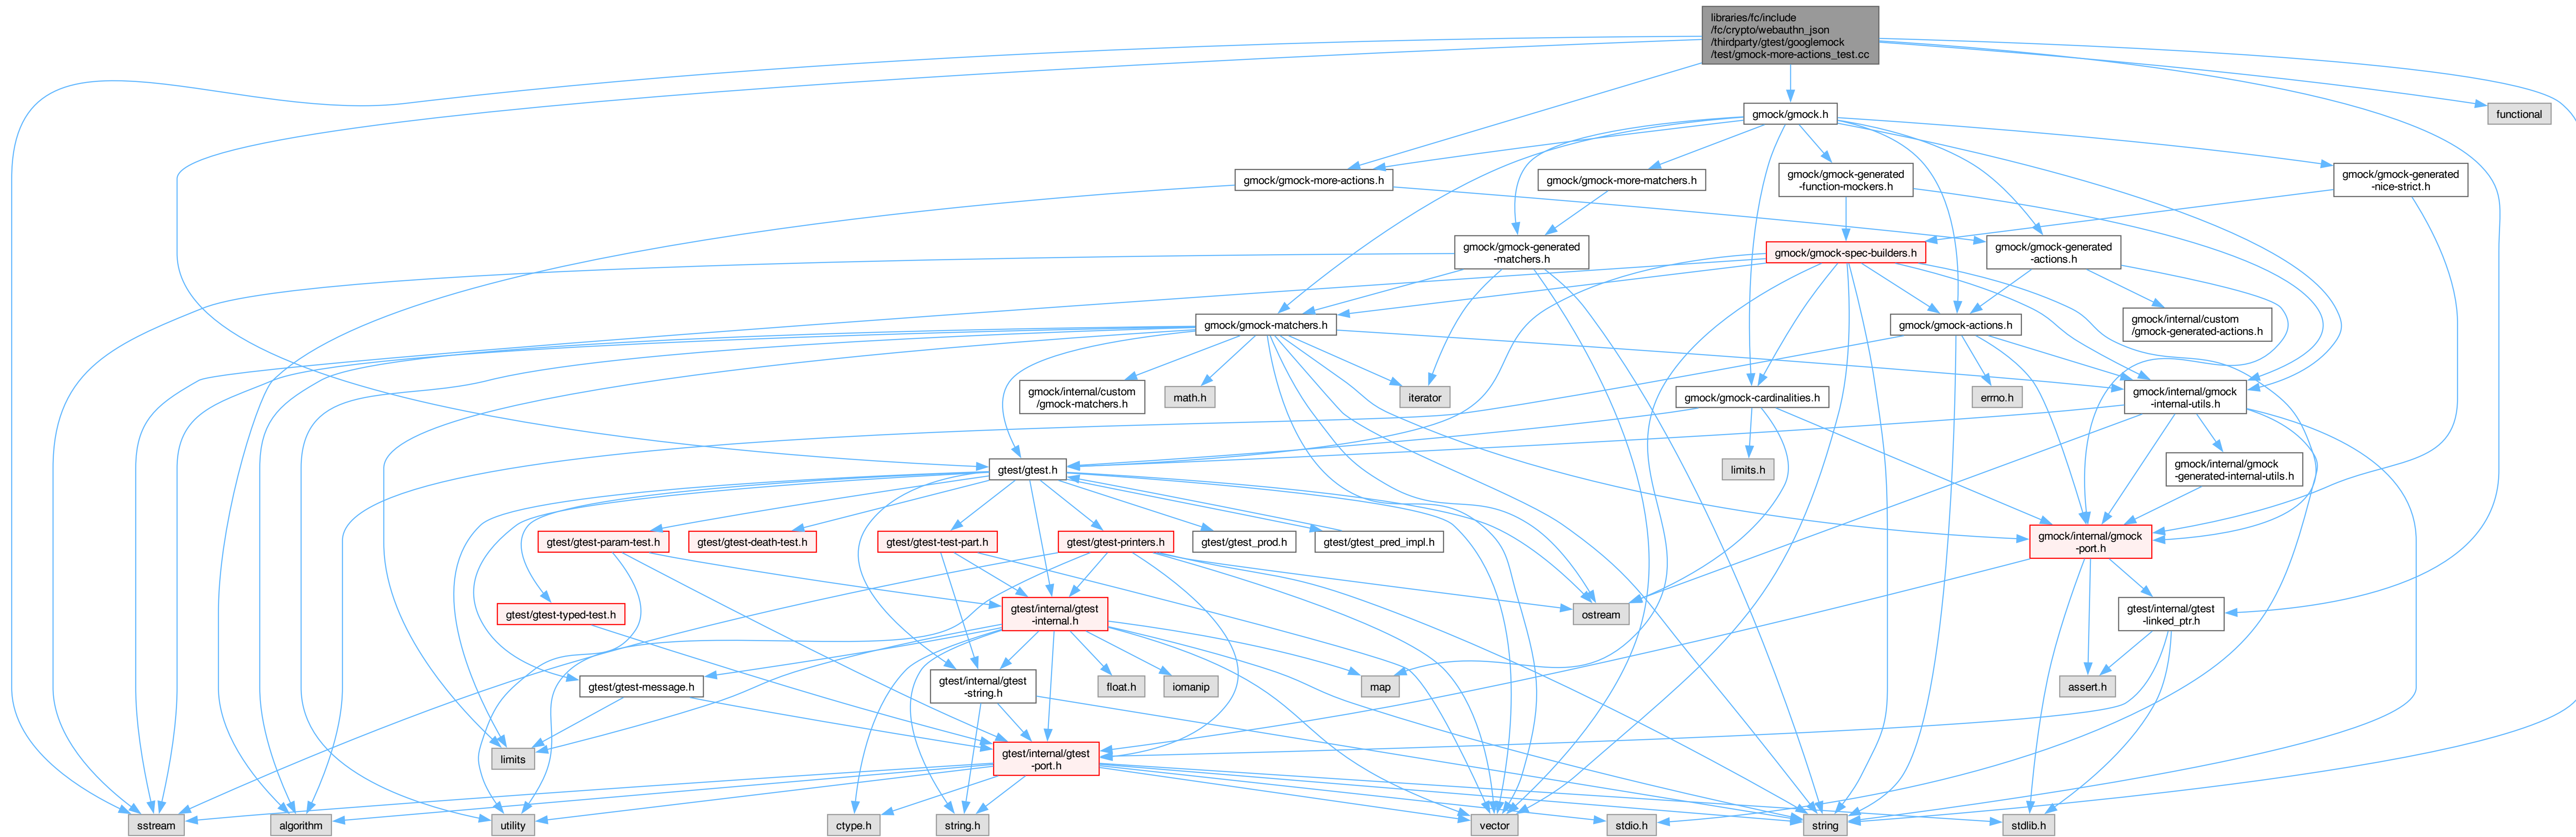 libraries/fc/include
/fc/crypto/webauthn_json
/thirdparty/gtest/googlemock
/test/gmock-more-actions_test.cc
gmock/gmock.h
functional
gmock/gmock-more-actions.h
gmock/gmock-more-matchers.h
gmock/gmock-generated
-function-mockers.h
gmock/gmock-generated
-nice-strict.h
gmock/gmock-generated
-matchers.h
gmock/gmock-spec-builders.h
gmock/gmock-generated
-actions.h
gmock/gmock-matchers.h
gmock/gmock-actions.h
gmock/internal/custom
/gmock-generated-actions.h
gmock/internal/custom
/gmock-matchers.h
math.h
iterator
gmock/gmock-cardinalities.h
errno.h
gmock/internal/gmock
-internal-utils.h
gtest/gtest.h
limits.h
gmock/internal/gmock
-generated-internal-utils.h
gtest/gtest-param-test.h
gtest/gtest-death-test.h
gtest/gtest-test-part.h
gtest/gtest-printers.h
gtest/gtest_prod.h
gtest/gtest_pred_impl.h
gmock/internal/gmock
-port.h
gtest/gtest-typed-test.h
gtest/internal/gtest
-internal.h
ostream
gtest/internal/gtest
-linked_ptr.h
gtest/gtest-message.h
gtest/internal/gtest
-string.h
float.h
iomanip
map
assert.h
limits
gtest/internal/gtest
-port.h
sstream
algorithm
utility
ctype.h
string.h
vector
stdio.h
string
stdlib.h